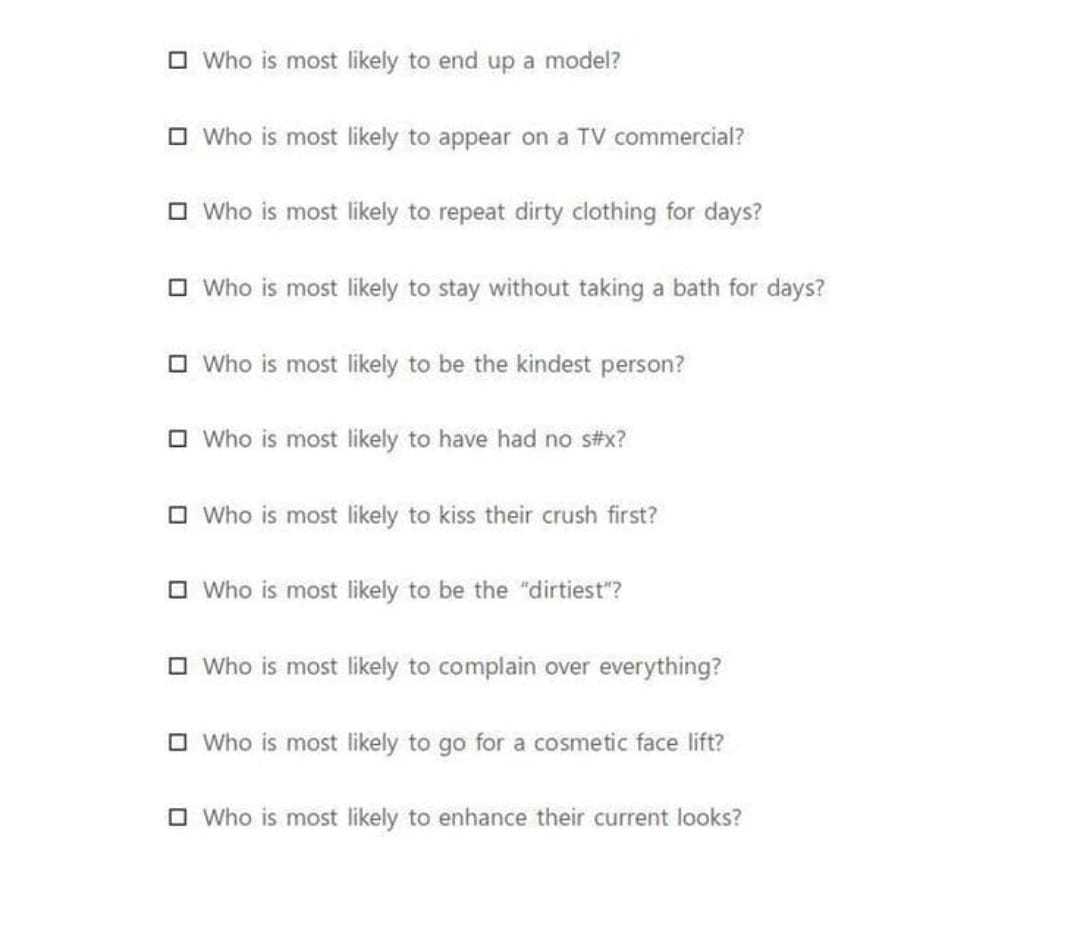 ☐ Who is most likely to end up a model?
☐ Who is most likely to appear on a TV commercial?
☐ Who is most likely to repeat dirty clothing for days?
☐ Who is most likely to stay without taking a bath for days?
☐ Who is most likely to be the kindest person?
☐ Who is most likely to have had no s#x?
☐ Who is most likely to kiss their crush first?
☐ Who is most likely to be the “dirtiest”?
☐ Who is most likely to complain over everything?
☐ Who is most likely to go for a cosmetic face lift?
☐ Who is most likely to enhance their current looks?